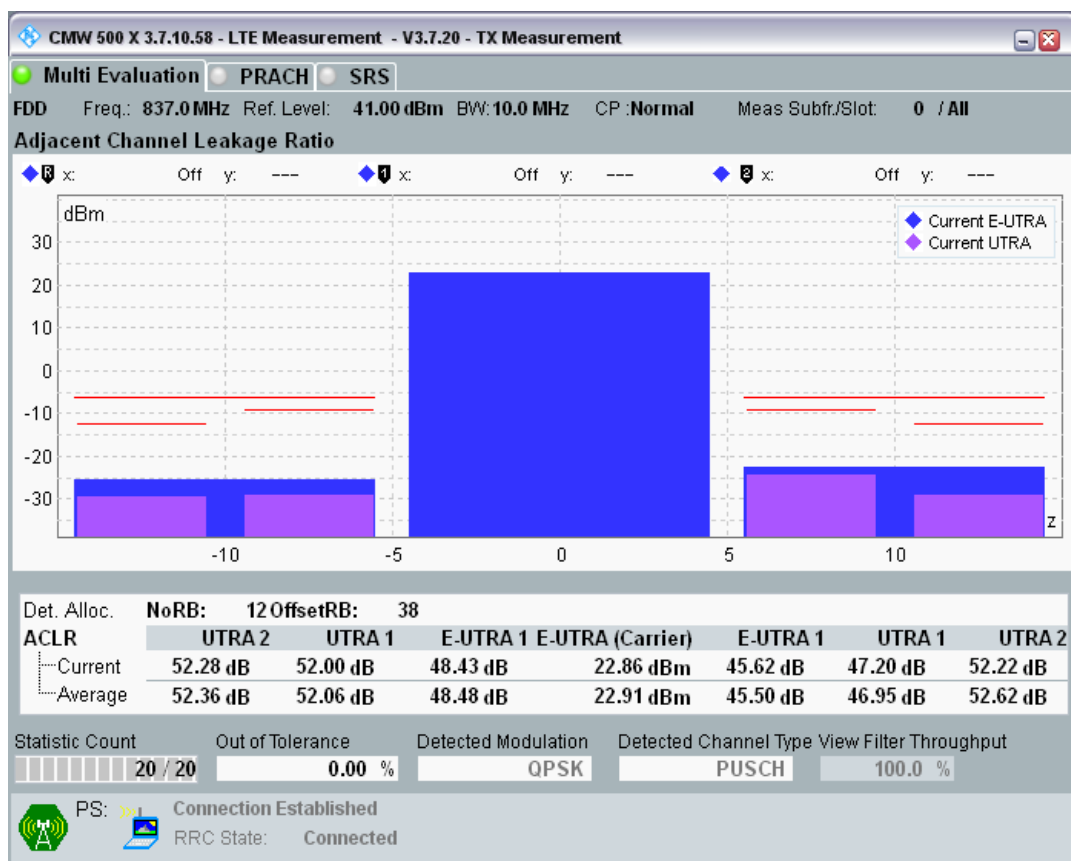 CMW 500 X 3.7.10.58 - LTE Measurement - V3.7.20 - TX Measurement
Multi Evaluation PRACH SRS
FDD Freq.: 837.0 MHz Ref. Level: 41.00 dBm BW: 10.0 MHz CP :Normal Meas Subfr./Slot: 0 / All
Adjacent Channel Leakage Ratio
R x: Off y: --- 1 x: Off y: --- 2 x: Off y: ---
dBm
Current E-UTRA
Current UTRA
30
20
10
0
-10
-20
-30
z
-10 -5 0 5 10
Det. Alloc. NoRB: 12 OffsetRB: 38
ACLR UTRA 2 UTRA 1 E-UTRA 1 E-UTRA (Carrier) E-UTRA 1 UTRA 1 UTRA 2
Current 52.28 dB 52.00 dB 48.43 dB 22.86 dBm 45.62 dB 47.20 dB 52.22 dB
Average 52.36 dB 52.06 dB 48.48 dB 22.91 dBm 45.50 dB 46.95 dB 52.62 dB
Statistic Count Out of Tolerance Detected Modulation Detected Channel Type View Filter Throughput
20 / 20 0.00 % QPSK PUSCH 100.0 %
PS: Connection Established
RRC State: Connected